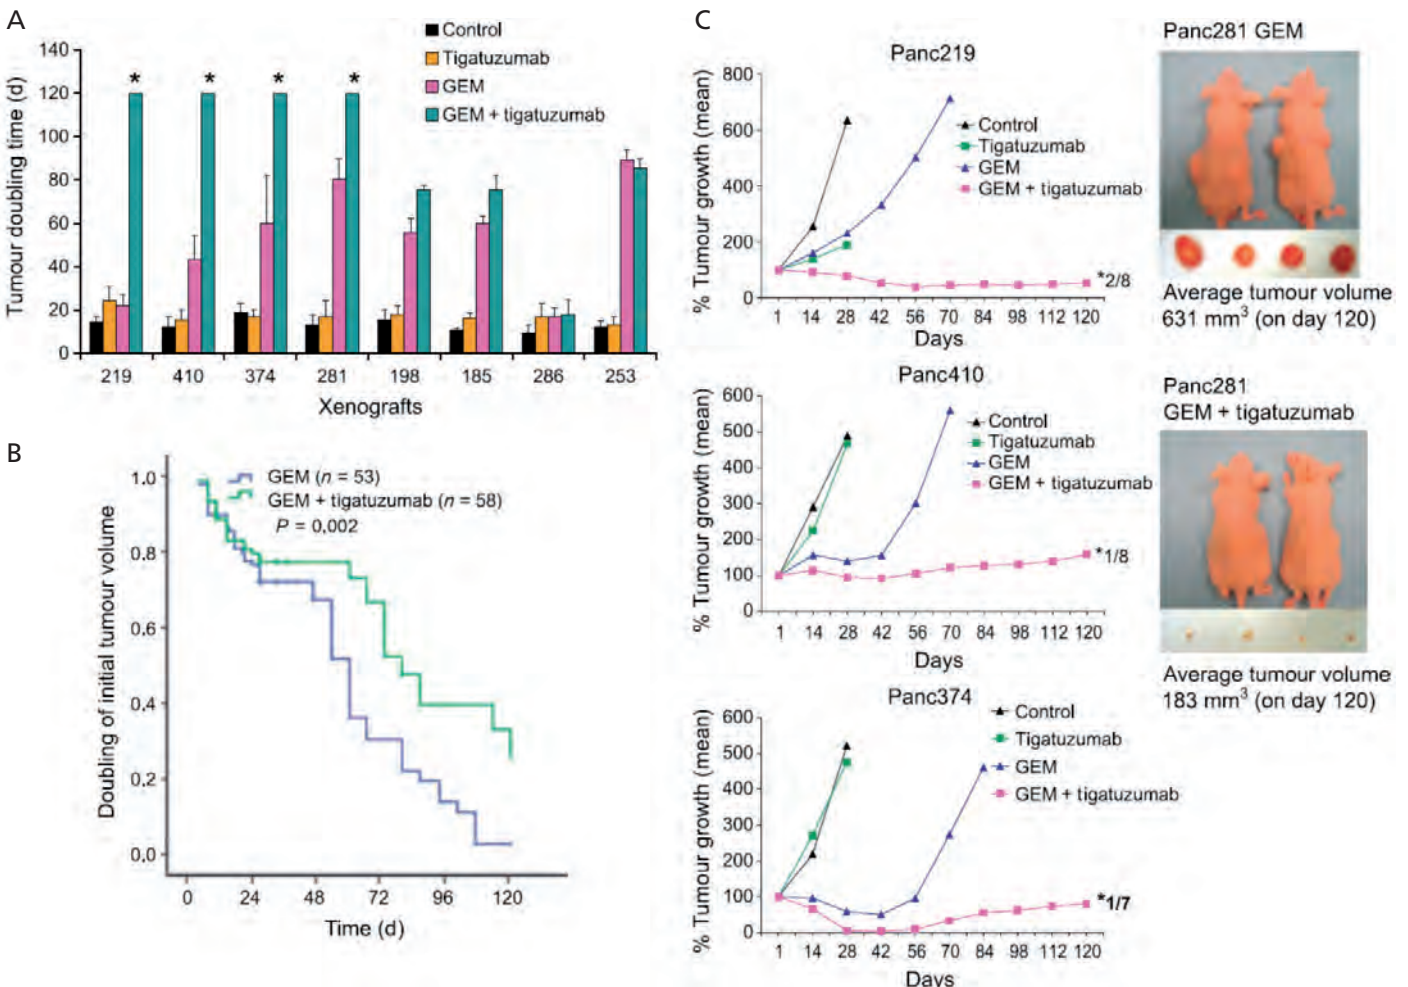 A
Control
Tigatuzumab
GEM
GEM + tigatuzumab
Tumour doubling time (d)
140
120
100
80
60
40
20
0
* * * *
219 410 374 281 198 185 286 253
Xenografts
B
GEM (n = 53)
GEM + tigatuzumab (n = 58)
P = 0,002
Doubling of initial tumour volume
1.0
0.8
0.6
0,4
0,2
0.0
0 24 48 72 96 120
Time (d)
C
Panc219
% Tumour growth (mean)
800
600
400
200
0
Control
Tigatuzumab
GEM
GEM + tigatuzumab
*2/8
1 14 28 42 56 70 84 98 112 120
Days
Panc410
% Tumour growth (mean)
600
500
400
300
200
100
0
Control
Tigatuzumab
GEM
GEM + tigatuzumab
*1/8
1 14 28 42 56 70 84 98 112 120
Days
Panc374
% Tumour growth (mean)
600
500
400
300
200
100
0
Control
Tigatuzumab
GEM
GEM + tigatuzumab
*1/7
1 14 28 42 56 70 84 98 112 120
Days
Panc281 GEM
Average tumour volume
631 mm³ (on day 120)
Panc281
GEM + tigatuzumab
Average tumour volume
183 mm³ (on day 120)